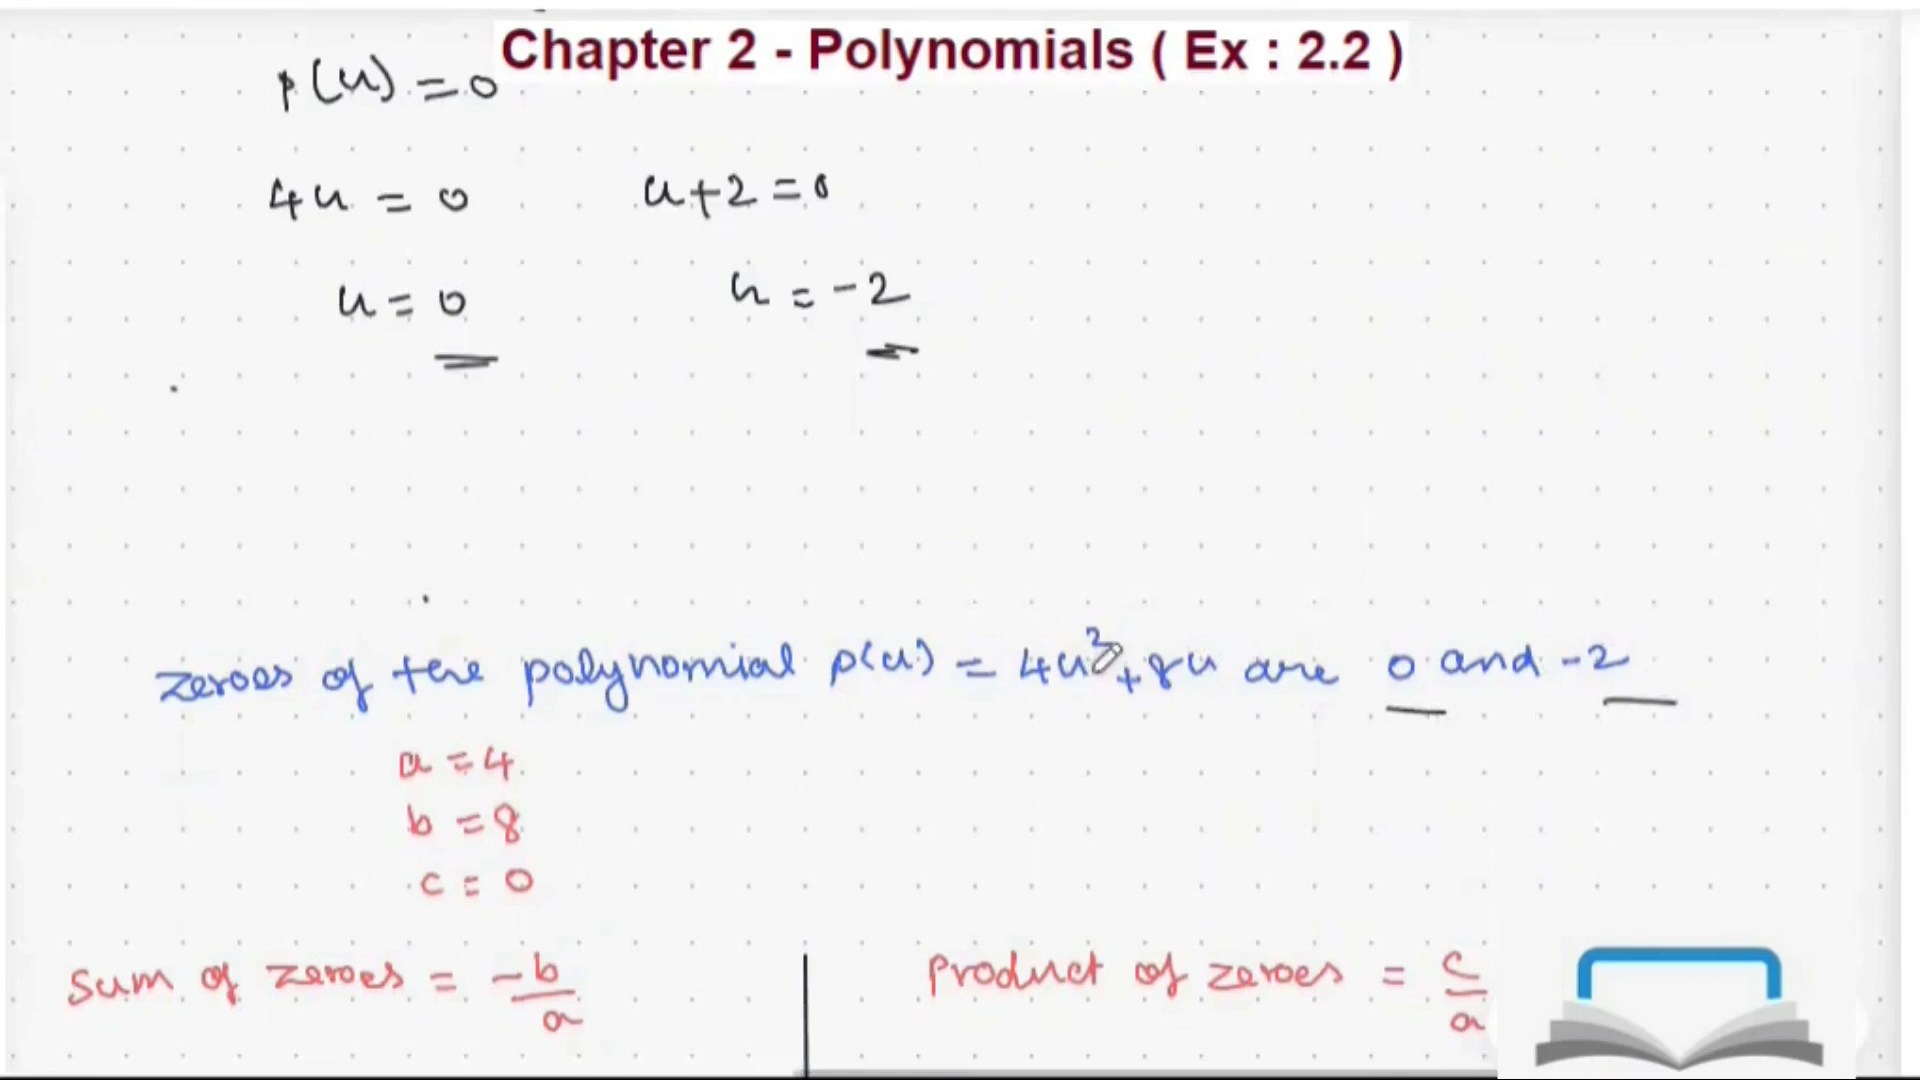 Chapter 2 - Polynomials ( Ex : 2.2 )
p(u) = 0
4u = 0 u+2 = 0
u = 0 u = -2
zeroes of the polynomial p(u) = 4u²+8u are 0 and -2
a = 4
b = 8
c = 0
Sum of zeroes = -b/a
Product of zeroes = c/a